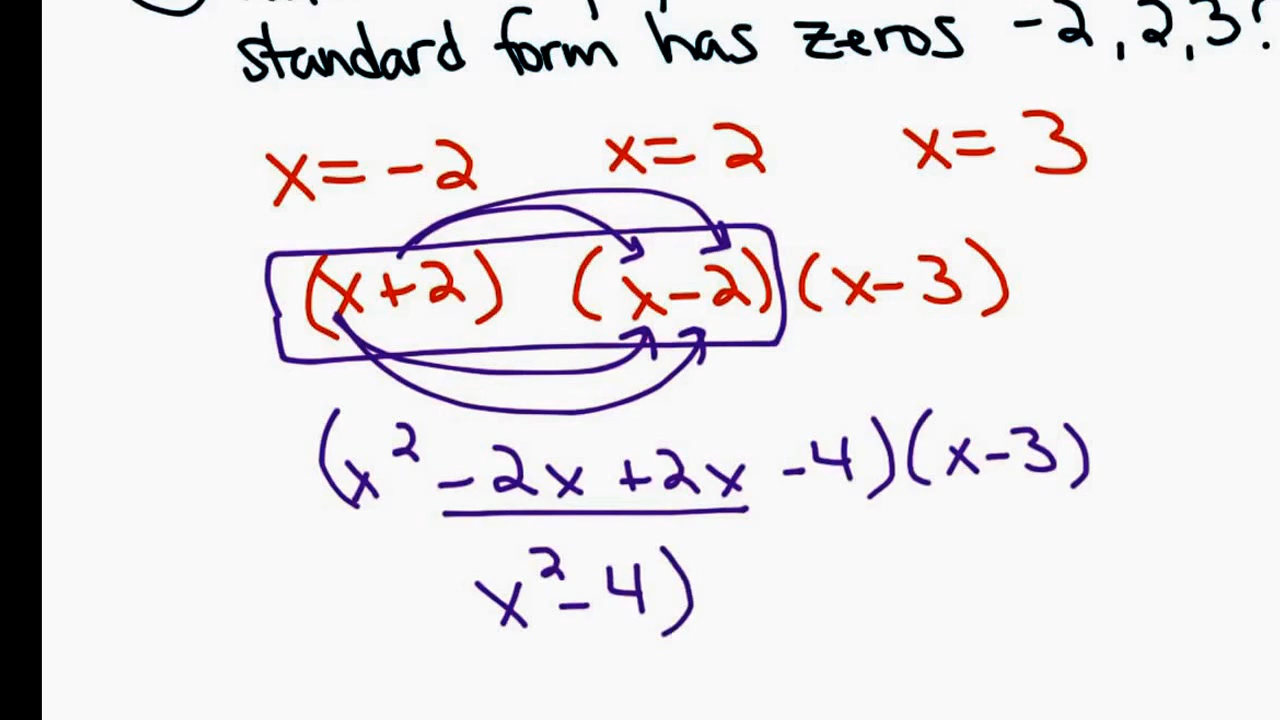 standard form has zeros -2, 2, 3?
x = -2 x = 2 x = 3
(x+2) (x-2)(x-3)
(x² -2x +2x -4)(x-3)
x² -4)